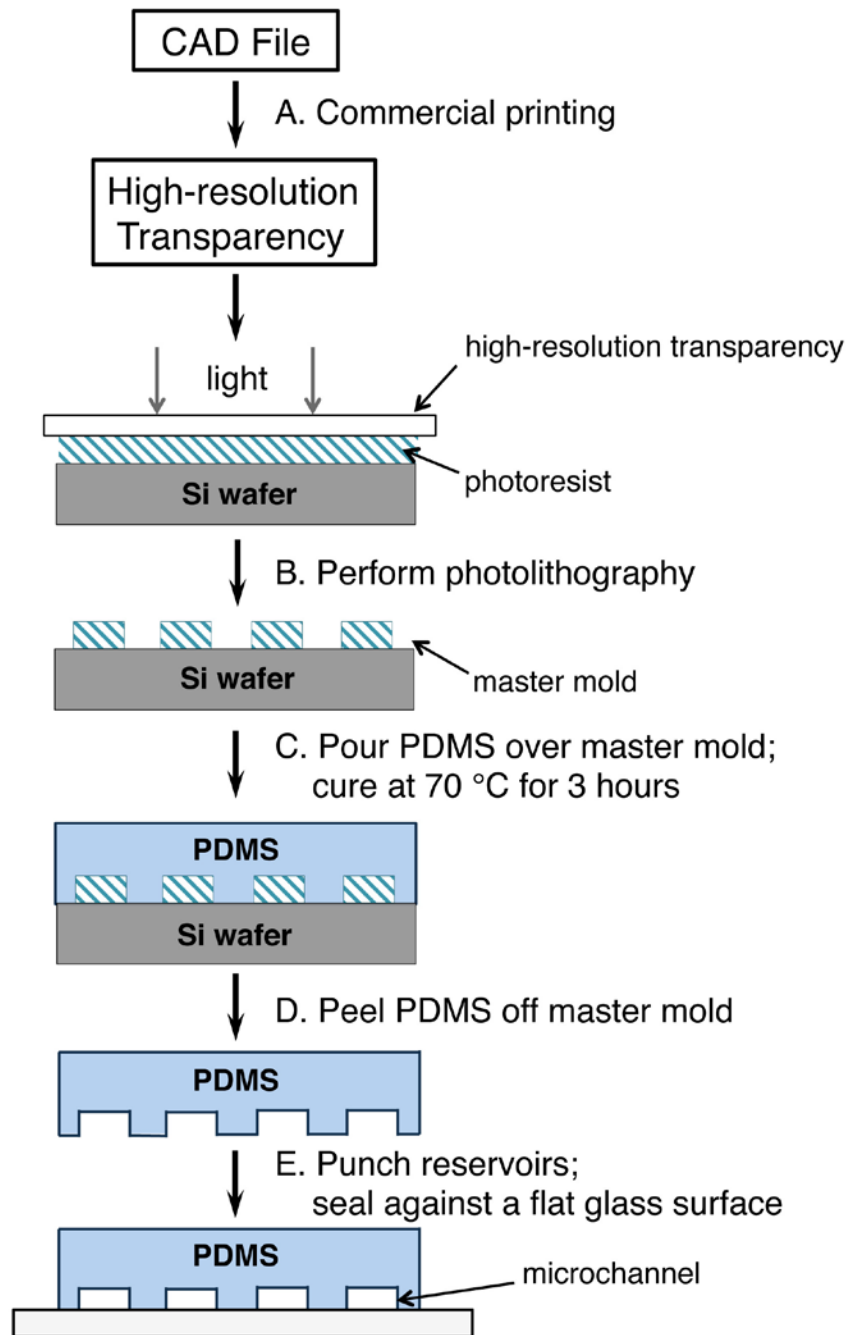 CAD File
A. Commercial printing
High-resolution
Transparency
light
high-resolution transparency
photoresist
Si wafer
B. Perform photolithography
Si wafer
master mold
C. Pour PDMS over master mold;
cure at 70 °C for 3 hours
PDMS
Si wafer
D. Peel PDMS off master mold
PDMS
E. Punch reservoirs;
seal against a flat glass surface
PDMS
microchannel